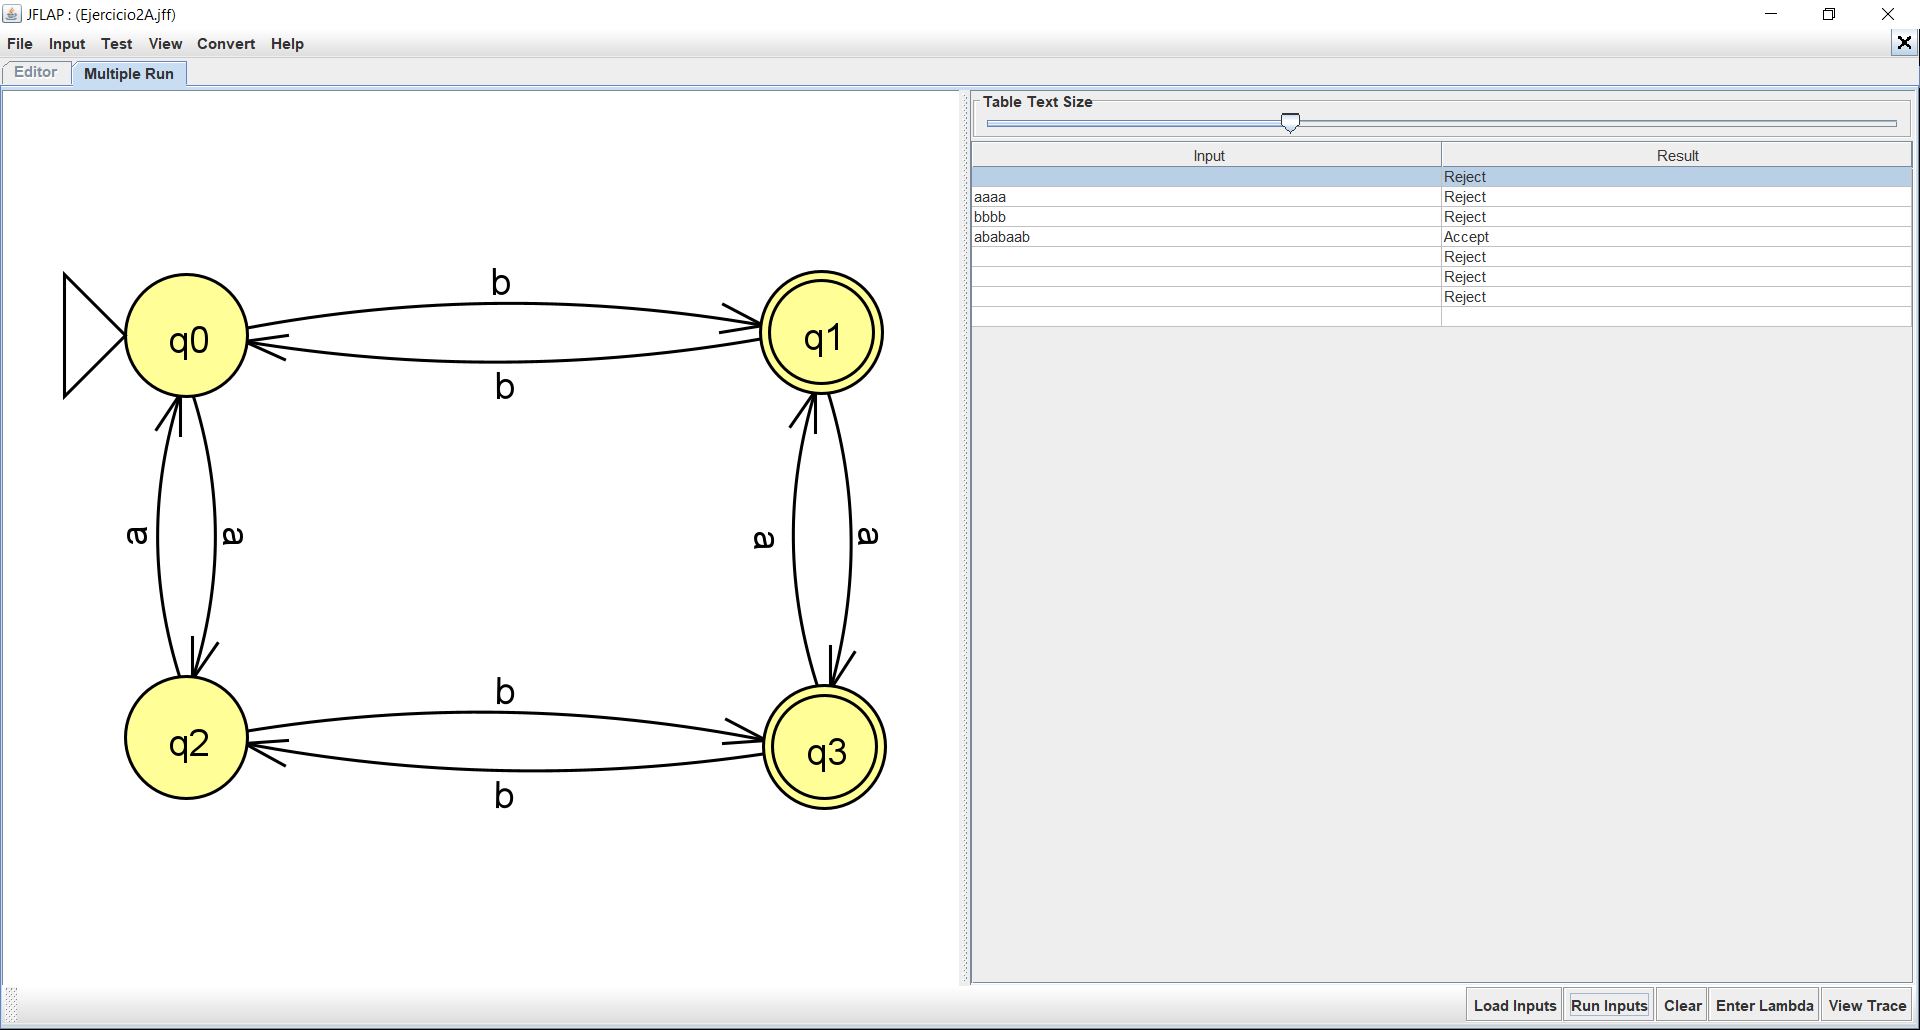 JFLAP : (Ejercicio2A.jff)
File Input Test View Convert Help
Editor Multiple Run
Table Text Size
Input Result
Reject
aaaa Reject
bbbb Reject
ababaab Accept
Reject
Reject
Reject
b
q0 q1
b
a a a a
b
q2 q3
b
Load Inputs Run Inputs Clear Enter Lambda View Trace